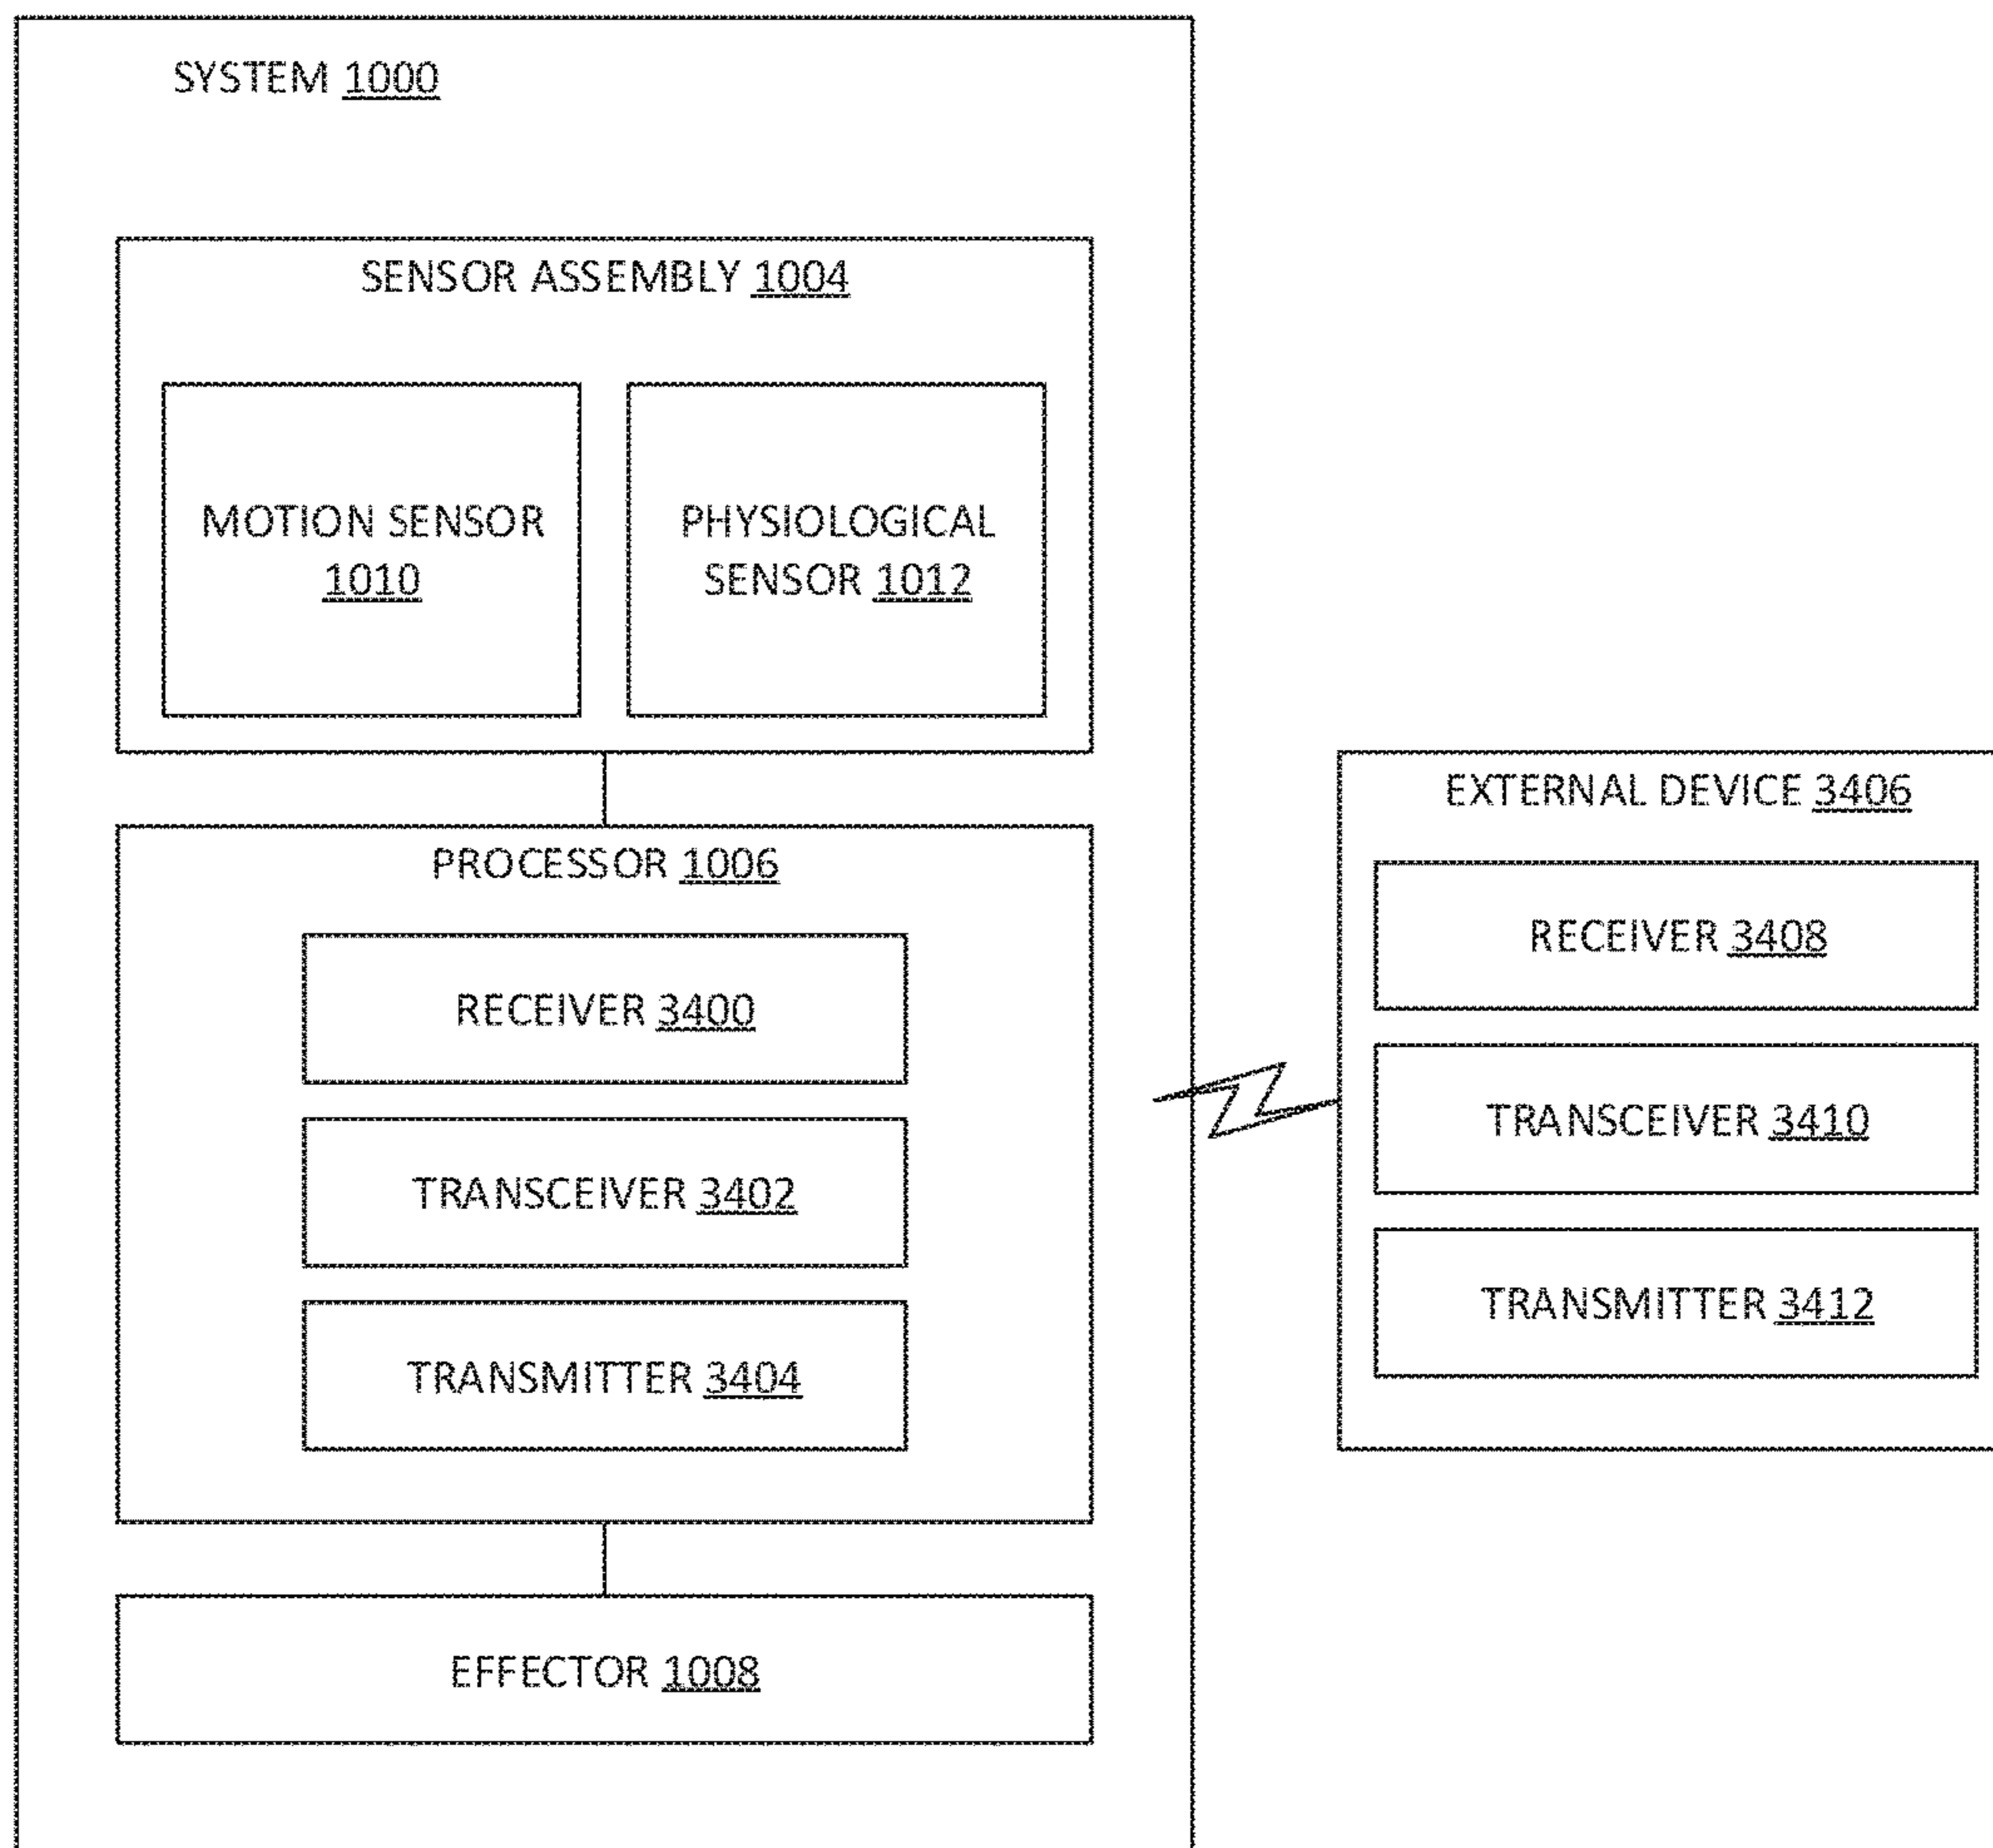 SYSTEM 1000
SENSOR ASSEMBLY 1004
MOTION SENSOR
1010
PHYSIOLOGICAL
SENSOR 1012
PROCESSOR 1006
RECEIVER 3400
TRANSCEIVER 3402
TRANSMITTER 3404
EFFECTOR 1008
EXTERNAL DEVICE 3406
RECEIVER 3408
TRANSCEIVER 3410
TRANSMITTER 3412